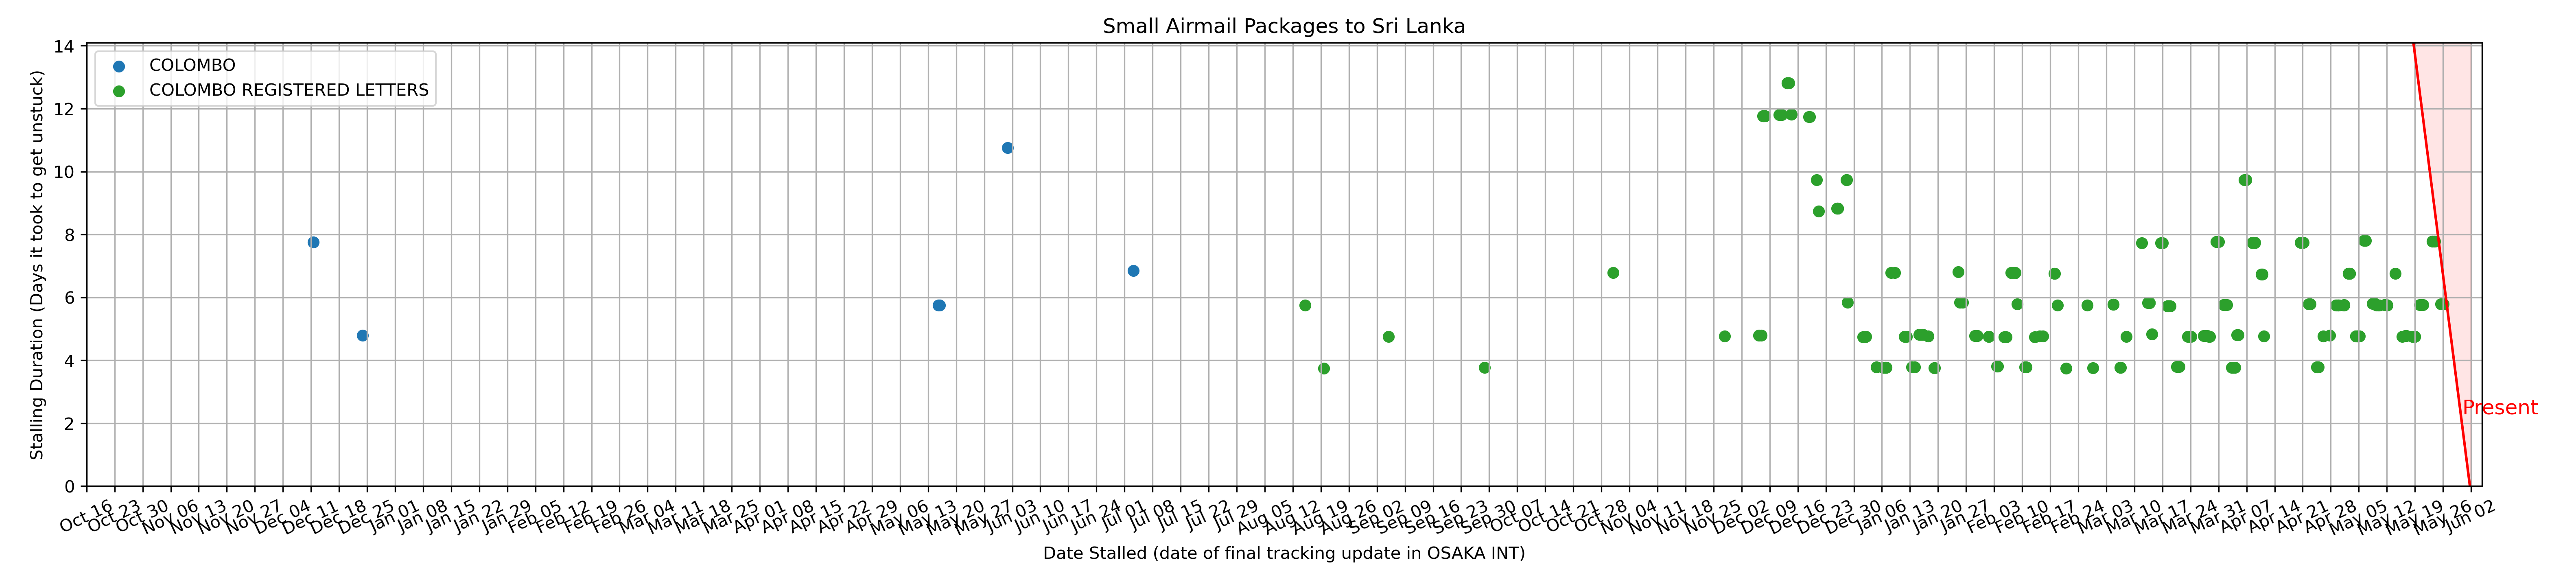 Small Airmail Packages to Sri Lanka
Stalling Duration (Days it took to get unstuck)
14
12
10
8
6
4
2
0
COLOMBO
COLOMBO REGISTERED LETTERS
Present
Oct 16
Oct 23
Oct 30
Nov 06
Nov 13
Nov 20
Nov 27
Dec 04
Dec 11
Dec 18
Dec 25
Jan 01
Jan 08
Jan 15
Jan 22
Jan 29
Feb 05
Feb 12
Feb 19
Feb 26
Mar 04
Mar 11
Mar 18
Mar 25
Apr 01
Apr 08
Apr 15
Apr 22
Apr 29
May 06
May 13
May 20
May 27
Jun 03
Jun 10
Jun 17
Jun 24
Jul 01
Jul 08
Jul 15
Jul 22
Jul 29
Aug 05
Aug 12
Aug 19
Aug 26
Sep 02
Sep 09
Sep 16
Sep 23
Sep 30
Oct 07
Oct 14
Oct 21
Oct 28
Nov 04
Nov 11
Nov 18
Nov 25
Dec 02
Dec 09
Dec 16
Dec 23
Dec 30
Jan 06
Jan 13
Jan 20
Jan 27
Feb 03
Feb 10
Feb 17
Feb 24
Mar 03
Mar 10
Mar 17
Mar 24
Mar 31
Apr 07
Apr 14
Apr 21
Apr 28
May 05
May 12
May 19
May 26
Jun 02
Date Stalled (date of final tracking update in OSAKA INT)